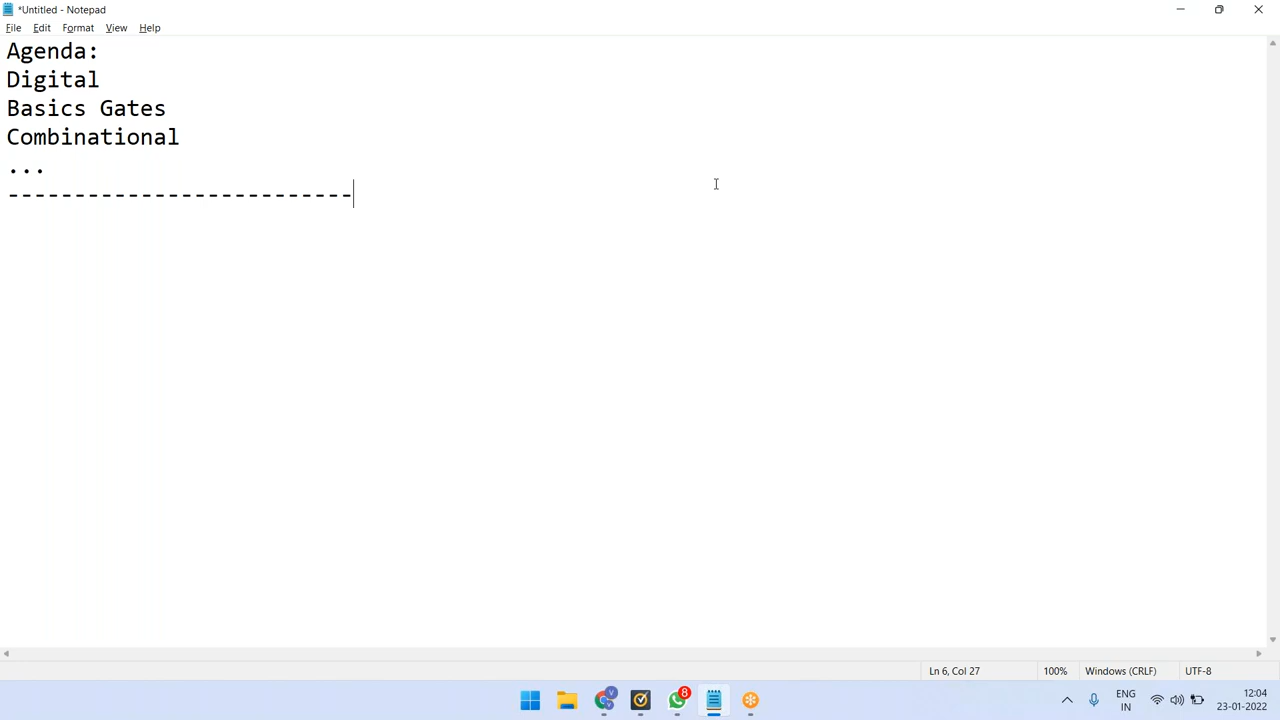 *Untitled - Notepad
File Edit Format View Help
Agenda:
Digital
Basics Gates
Combinational
...
--------------------------
Ln 6, Col 27 100% Windows (CRLF) UTF-8
V
V
8
ENG
IN
12:04
23-01-2022